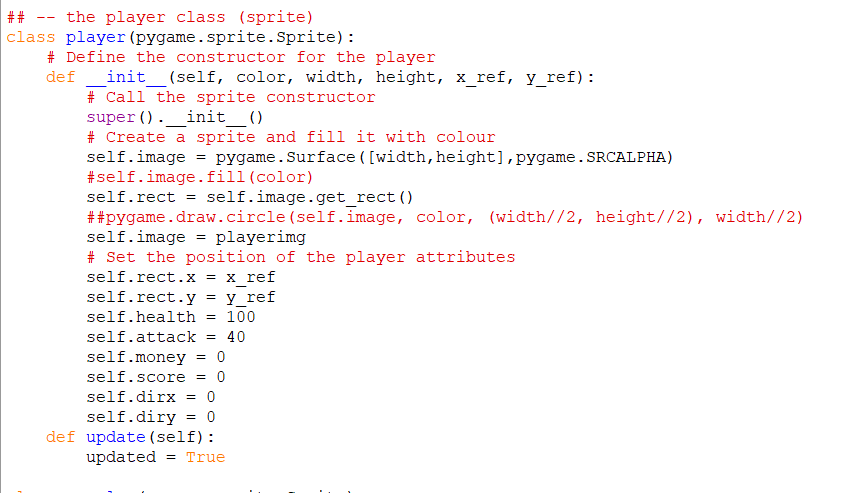 ## -- the player class (sprite)
class player(pygame.sprite.Sprite):
    # Define the constructor for the player
    def __init__(self, color, width, height, x_ref, y_ref):
        # Call the sprite constructor
        super().__init__()
        # Create a sprite and fill it with colour
        self.image = pygame.Surface([width,height],pygame.SRCALPHA)
        #self.image.fill(color)
        self.rect = self.image.get_rect()
        ##pygame.draw.circle(self.image, color, (width//2, height//2), width//2)
        self.image = playerimg
        # Set the position of the player attributes
        self.rect.x = x_ref
        self.rect.y = y_ref
        self.health = 100
        self.attack = 40
        self.money = 0
        self.score = 0
        self.dirx = 0
        self.diry = 0
    def update(self):
        updated = True